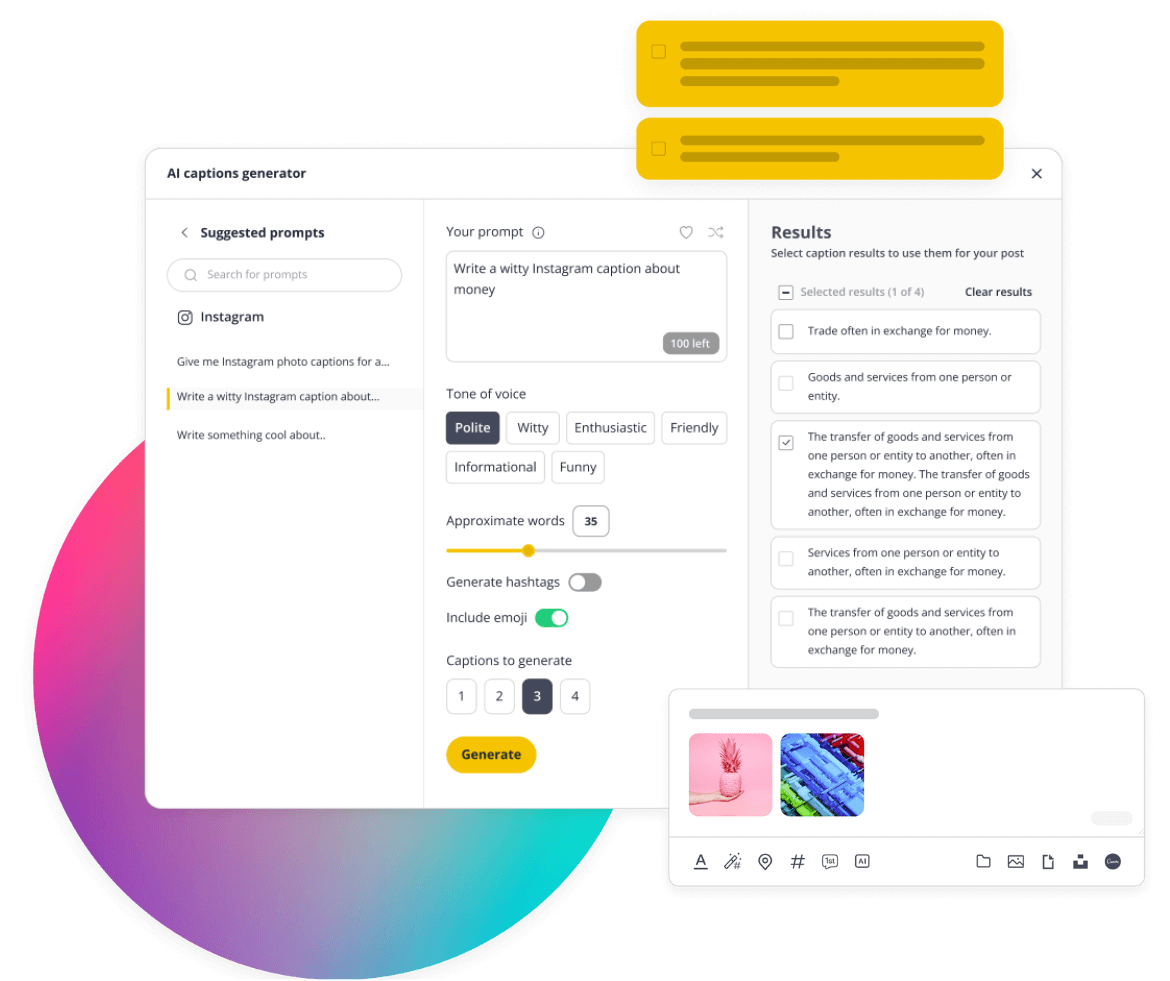 AI captions generator
Suggested prompts
Search for prompts
Instagram
Give me Instagram photo captions for a...
Write a witty Instagram caption about...
Write something cool about..
Your prompt
Write a witty Instagram caption about
money
100 left
Tone of voice
Polite
Witty
Enthusiastic
Friendly
Informational
Funny
Approximate words 35
Generate hashtags
Include emoji
Captions to generate
1
2
3
4
Generate
Results
Select caption results to use them for your post
Selected results (1 of 4)
Clear results
Trade often in exchange for money.
Goods and services from one person or
entity.
The transfer of goods and services from
one person or entity to another, often in
exchange for money. The transfer of goods
and services from one person or entity to
another, often in exchange for money.
Services from one person or entity to
another, often in exchange for money.
The transfer of goods and services from
one person or entity to another, often in
exchange for money.
A
#
1st
AI
Canva